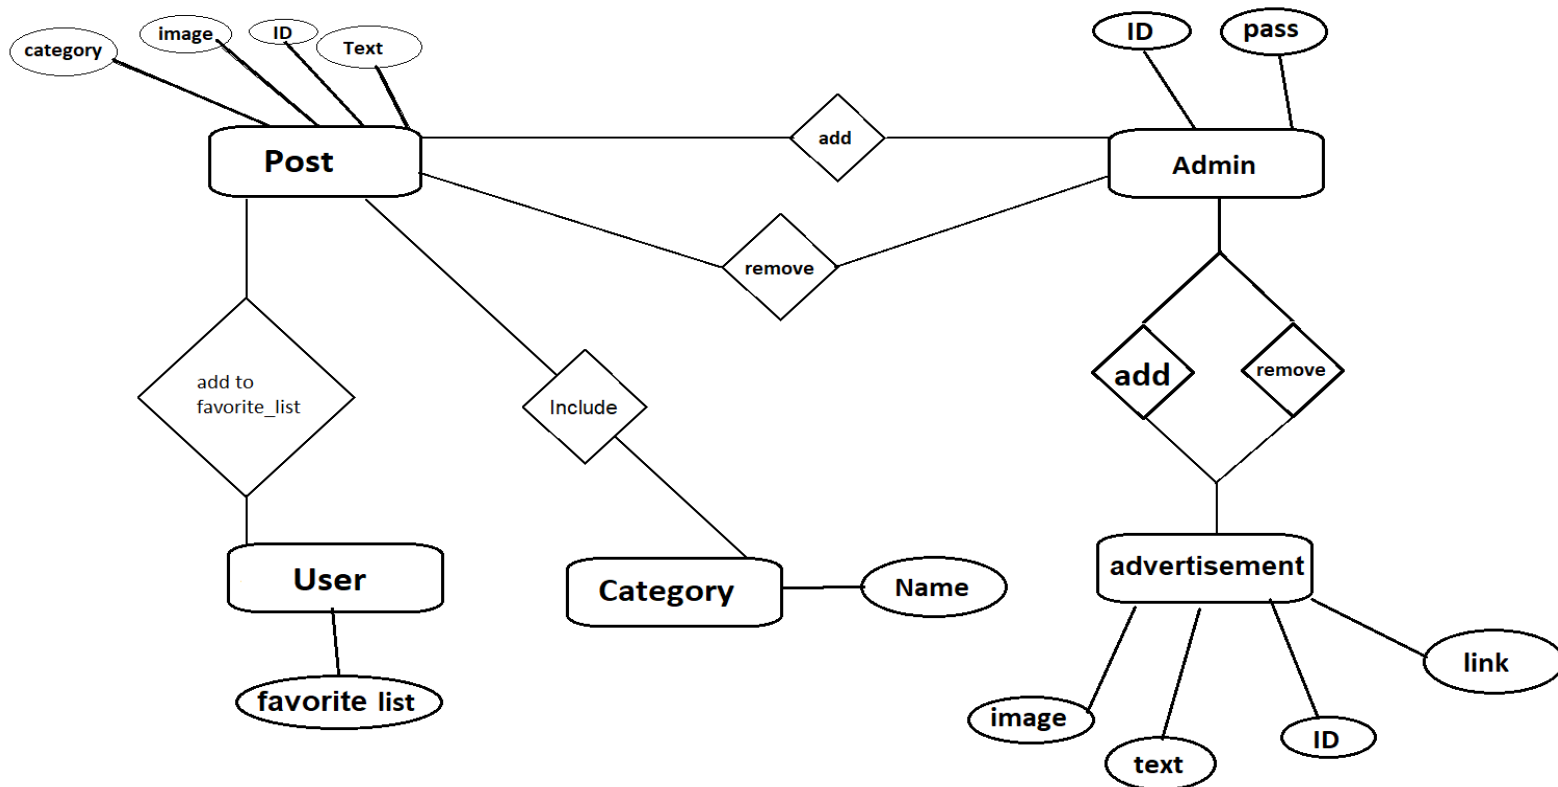 category
image
ID
Text
ID
pass
Post
add
Admin
remove
add to
favorite_list
Include
add
remove
User
Category
Name
advertisement
favorite list
image
text
ID
link